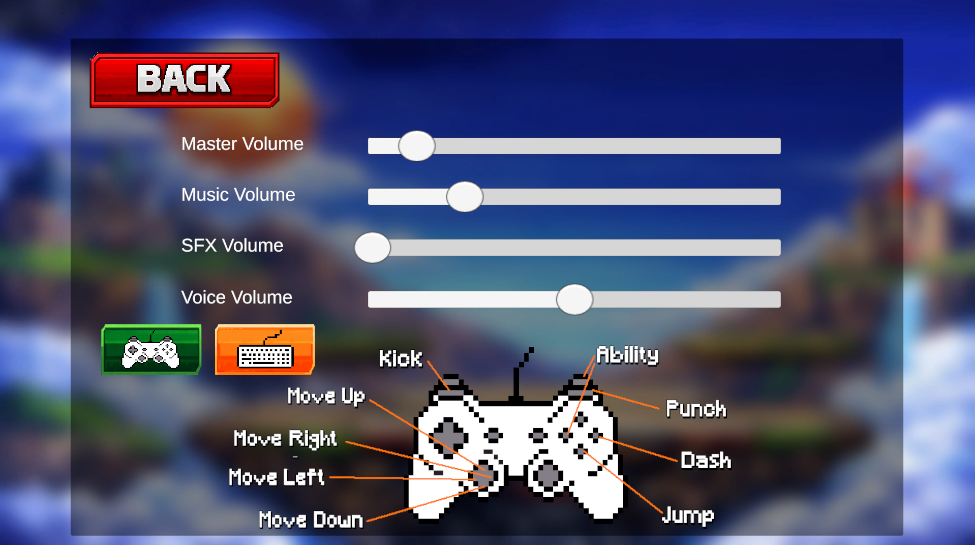 BACK
Master Volume
Music Volume
SFX Volume
Voice Volume
Kick
Ability
Move Up
Punch
Move Right
Dash
Move Left
Move Down
Jump